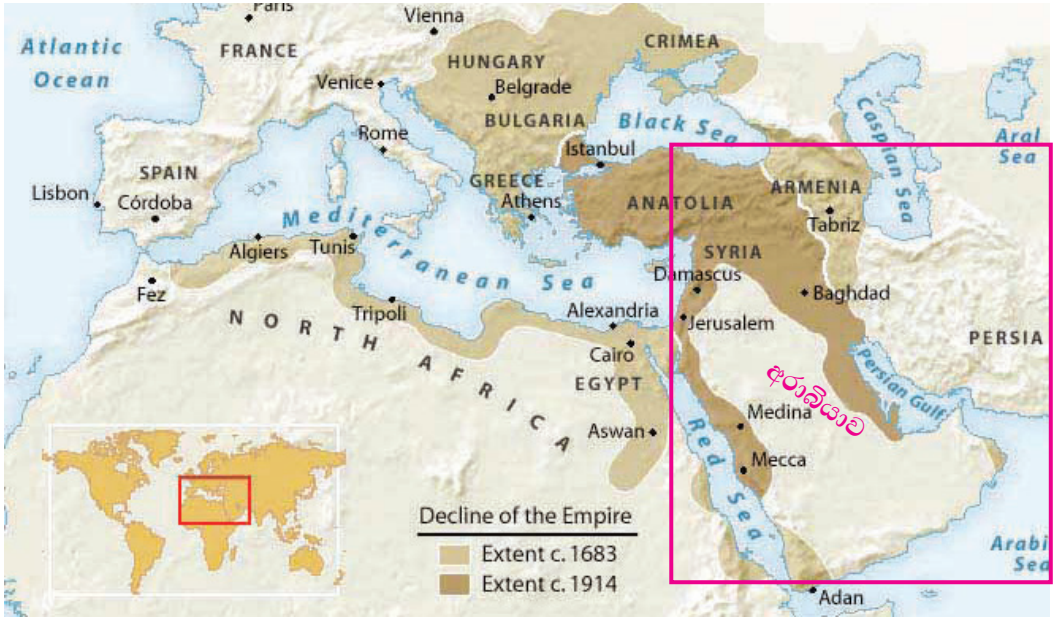 Paris
Vienna
Atlantic
Ocean
FRANCE
HUNGARY
CRIMEA
Venice
Belgrade
BULGARIA
Black Sea
Caspian Sea
Aral
Sea
Rome
Istanbul
SPAIN
Lisbon
Córdoba
GREECE
Athens
ANATOLIA
ARMENIA
Tabriz
Mediterranean Sea
Algiers
Tunis
SYRIA
Damascus
Baghdad
Fez
Tripoli
Alexandria
Jerusalem
PERSIA
NORTH AFRICA
Cairo
EGYPT
Persian Gulf
අරාබියාව
Medina
Aswan
Red Sea
Mecca
Decline of the Empire
Extent c. 1683
Extent c. 1914
Arabi
Sea
Adan